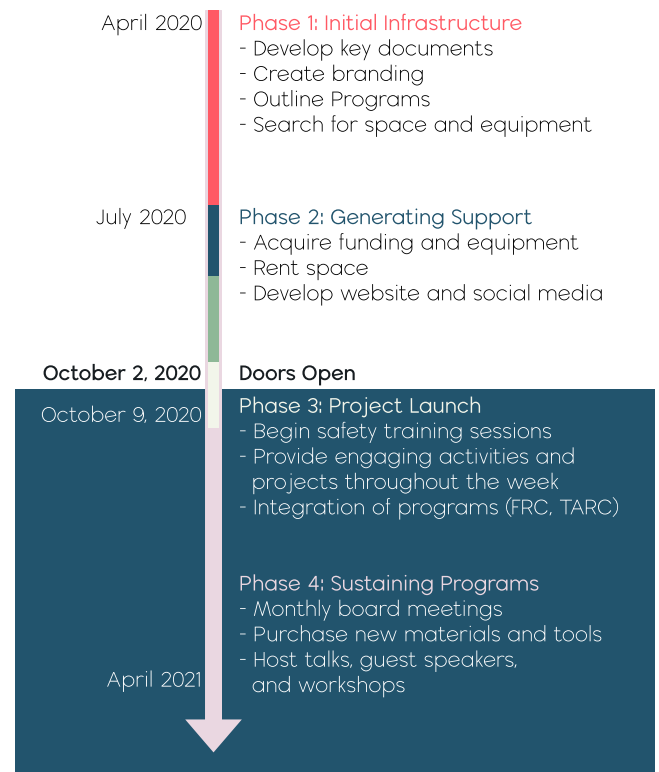 April 2020
Phase 1: Initial Infrastructure
- Develop key documents
- Create branding
- Outline Programs
- Search for space and equipment
July 2020
Phase 2: Generating Support
- Acquire funding and equipment
- Rent space
- Develop website and social media
October 2, 2020
Doors Open
October 9, 2020
Phase 3: Project Launch
- Begin safety training sessions
- Provide engaging activities and
projects throughout the week
- Integration of programs (FRC, TARC)
Phase 4: Sustaining Programs
- Monthly board meetings
- Purchase new materials and tools
- Host talks, guest speakers,
and workshops
April 2021